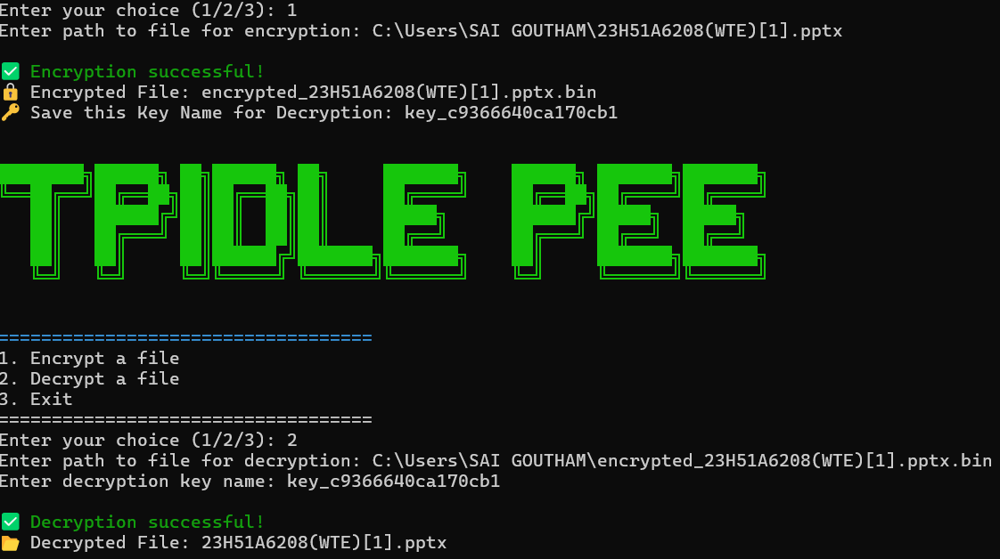 Enter your choice (1/2/3): 1
Enter path to file for encryption: C:\Users\SAI GOUTHAM\23H51A6208(WTE)[1].pptx
✅ Encryption successful!
🔒 Encrypted File: encrypted_23H51A6208(WTE)[1].pptx.bin
🔑 Save this Key Name for Decryption: key_c9366640ca170cb1
TPIDLE PEE
===================================
1. Encrypt a file
2. Decrypt a file
3. Exit
===================================
Enter your choice (1/2/3): 2
Enter path to file for decryption: C:\Users\SAI GOUTHAM\encrypted_23H51A6208(WTE)[1].pptx.bin
Enter decryption key name: key_c9366640ca170cb1
✅ Decryption successful!
📂 Decrypted File: 23H51A6208(WTE)[1].pptx